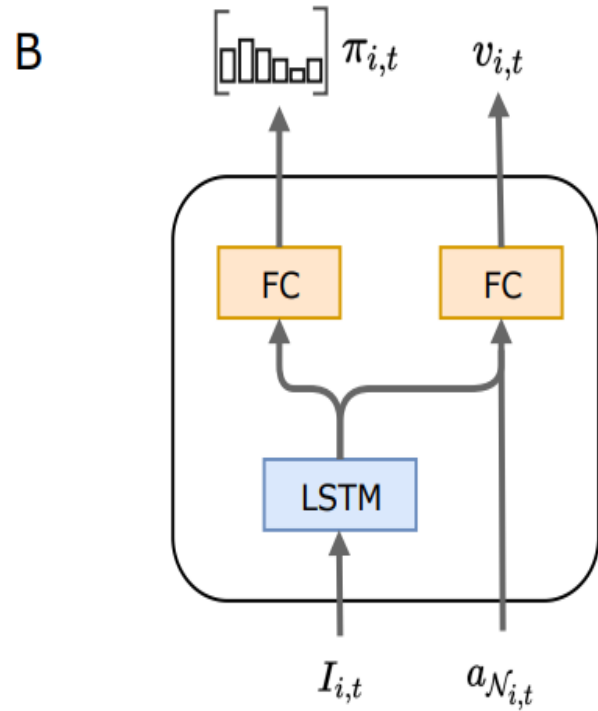 B
π_{i,t} v_{i,t}
FC FC
LSTM
I_{i,t} a_{𝒩_{i,t}}